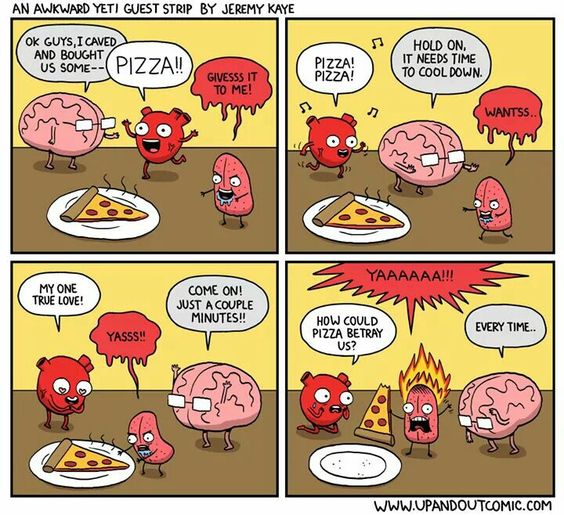 AN AWKWARD YETI GUEST STRIP BY JEREMY KAYE
OK GUYS, I CAVED
AND BOUGHT
US SOME--
PIZZA!!
GIVESSS IT
TO ME!
PIZZA!
PIZZA!
HOLD ON,
IT NEEDS TIME
TO COOL DOWN.
WANTSS..
MY ONE
TRUE LOVE!
YASSS!!
COME ON!
JUST A COUPLE
MINUTES!!
YAAAAAA!!!
HOW COULD
PIZZA BETRAY
US?
EVERY TIME..
WWW.UPANDOUTCOMIC.COM